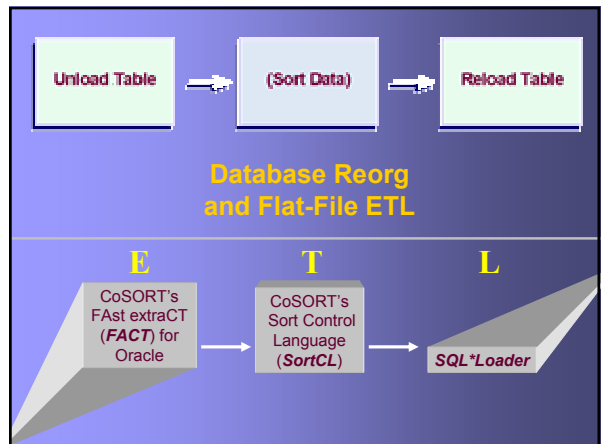 Unload Table
(Sort Data)
Reload Table
Database Reorg
and Flat-File ETL
E
T
L
CoSORT's
FAst extraCT
(FACT) for
Oracle
CoSORT's
Sort Control
Language
(SortCL)
SQL*Loader